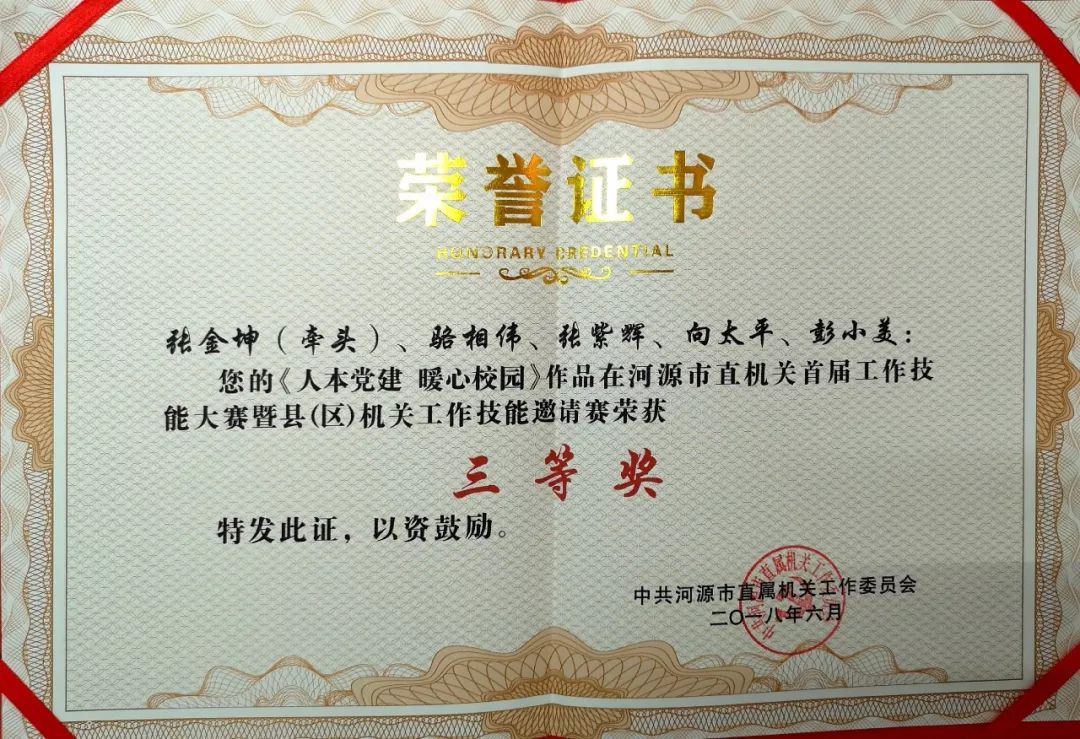 荣誉证书
HONORARY CREDENTIAL
张金坤（牵头）、骆相伟、张紫辉、向太平、彭小美：
您的《人本党建 暖心校园》作品在河源市直机关首届工作技
能大赛暨县(区)机关工作技能邀请赛荣获
三等奖
特发此证，以资鼓励。
中共河源市直属机关工作委员会
二〇一八年六月